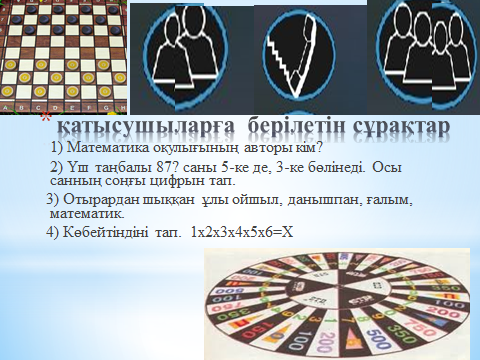 * қатысушыларға берілетін сұрақтар
1) Математика оқулығының авторы кім?
2) Үш таңбалы 87? саны 5-ке де, 3-ке бөлінеді. Осы
санның соңғы цифрын тап.
3) Отырардан шыққан ұлы ойшыл, данышпан, ғалым,
математик.
4) Көбейтіндіні тап. 1х2х3х4х5х6=Х